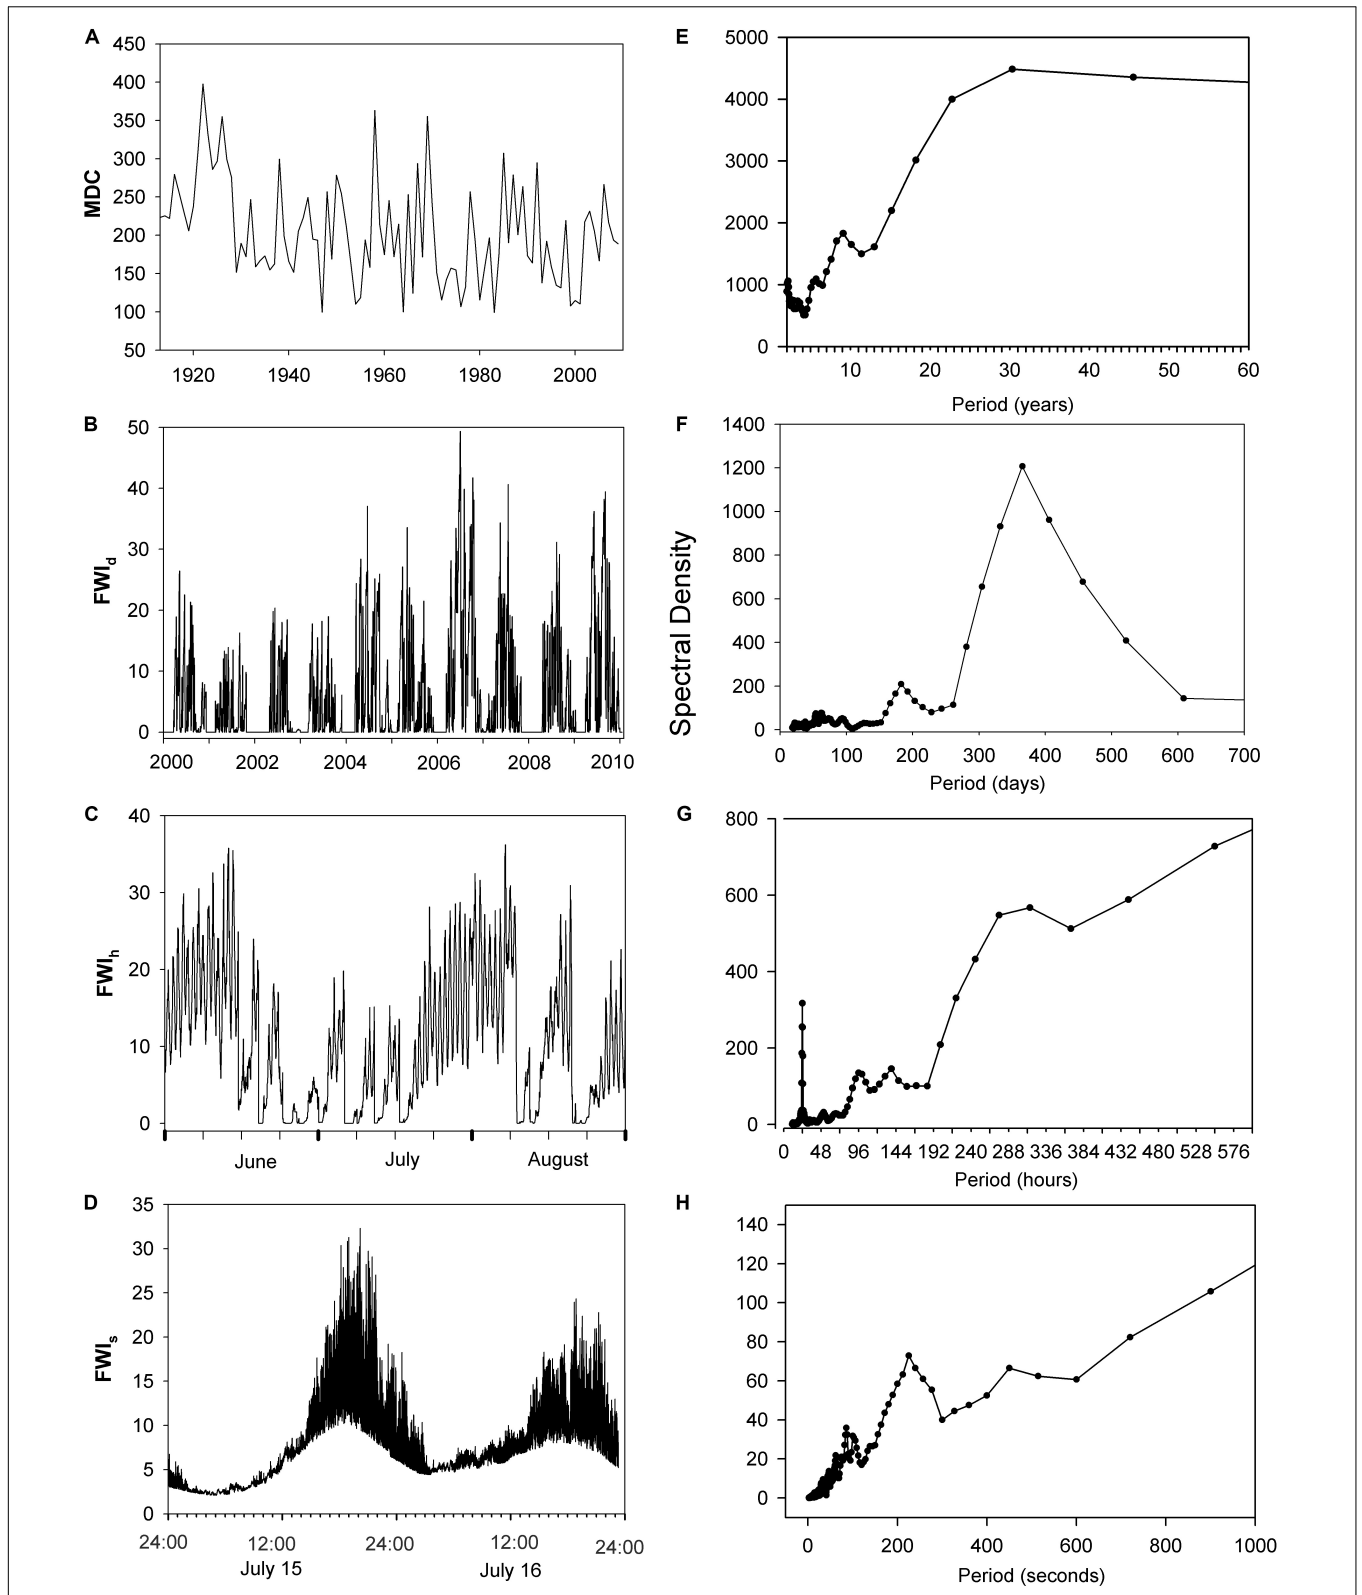 A
450
400
350
300
250
200
150
100
50
MDC
1920 1940 1960 1980 2000
E
5000
4000
3000
2000
1000
0
10 20 30 40 50 60
Period (years)
B
50
40
30
20
10
0
FWId
2000 2002 2004 2006 2008 2010
F
1400
1200
1000
800
600
400
200
0
Spectral Density
0 100 200 300 400 500 600 700
Period (days)
C
40
30
20
10
0
FWIh
June July August
G
800
600
400
200
0
0 48 96 144 192 240 288 336 384 432 480 528 576
Period (hours)
D
35
30
25
20
15
10
5
0
FWIs
24:00 12:00 24:00 12:00 24:00
July 15 July 16
H
140
120
100
80
60
40
20
0
0 200 400 600 800 1000
Period (seconds)